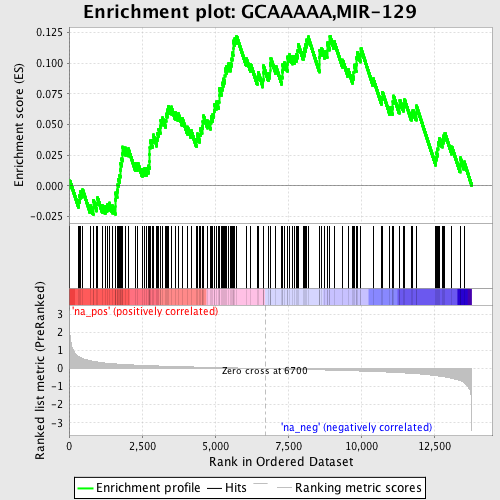 Enrichment plot: GCAAAAA,MIR-129
Enrichment score (ES)
0.125
0.100
0.075
0.050
0.025
0.000
-0.025
'na_pos' (positively correlated)
Ranked list metric (PreRanked)
3
2
1
0
-1
-2
-3
Zero cross at 6700
'na_neg' (negatively correlated)
0
2,500
5,000
7,500
10,000
12,500
Rank in Ordered Dataset
Enrichment profile
Hits
Ranking metric scores